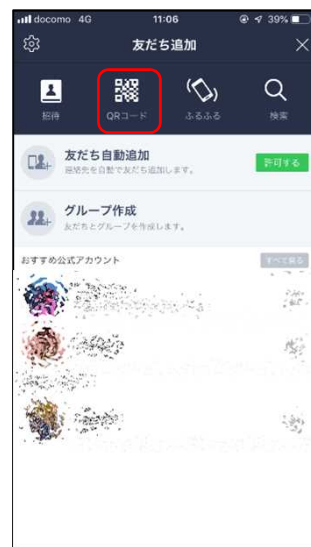 docomo 4G 11:06 39%
友だち追加
招待 QRコード ふるふる 検索
友だち自動追加
連絡先を自動で友だち追加します。
許可する
グループ作成
友だちとグループを作成します。
おすすめ公式アカウント
すべて見る